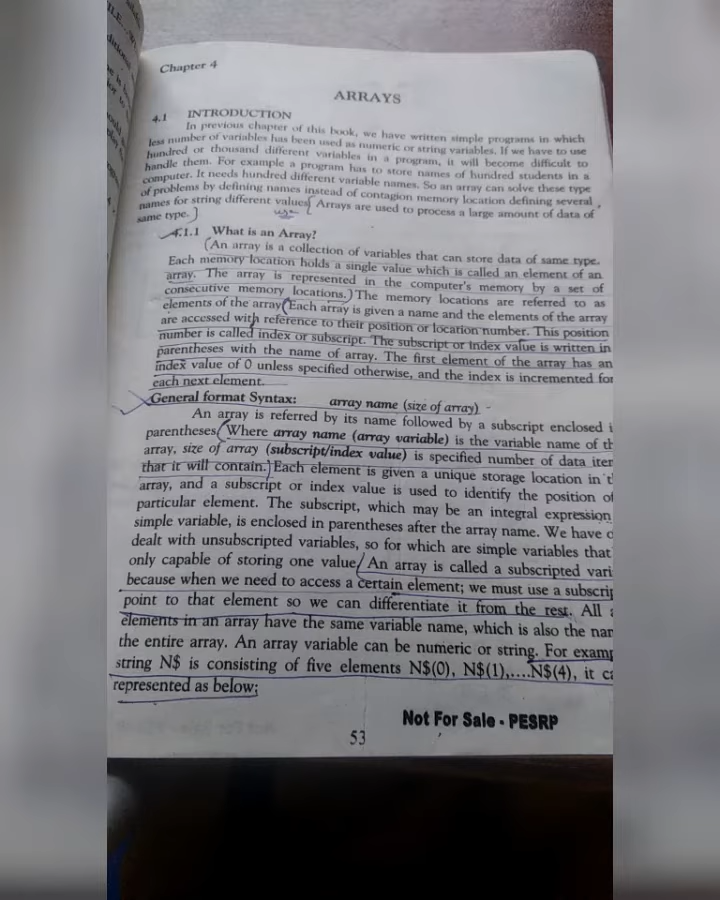 Chapter 4
ARRAYS
4.1 INTRODUCTION
In previous chapter of this book, we have written simple programs in which
less number of variables has been used as numeric or string variables. If we have to use
hundred or thousand different variables in a program, it will become difficult to
handle them. For example a program has to store names of hundred students in a
computer. It needs hundred different variable names. So an array can solve these type
of problems by defining names instead of contagion memory location defining several
names for string different values Arrays are used to process a large amount of data of
same type.
4.1.1 What is an Array?
An array is a collection of variables that can store data of same type.
Each memory location holds a single value which is called an element of an
array. The array is represented in the computer's memory by a set of
consecutive memory locations. The memory locations are referred to as
elements of the array Each array is given a name and the elements of the array
are accessed with reference to their position or location number. This position
number is called index or subscript. The subscript or index value is written in
parentheses with the name of array. The first element of the array has an
index value of 0 unless specified otherwise, and the index is incremented for
each next element.
General format Syntax: array name (size of array)
An array is referred by its name followed by a subscript enclosed i
parentheses Where array name (array variable) is the variable name of th
array, size of array (subscript/index value) is specified number of data iter
that it will contain. Each element is given a unique storage location in t
array, and a subscript or index value is used to identify the position of
particular element. The subscript, which may be an integral expression
simple variable, is enclosed in parentheses after the array name. We have
dealt with unsubscripted variables, so for which are simple variables that
only capable of storing one value An array is called a subscripted vari
because when we need to access a certain element; we must use a subscrip
point to that element so we can differentiate it from the rest. All
elements in an array have the same variable name, which is also the nar
the entire array. An array variable can be numeric or string. For examp
string N$ is consisting of five elements N$(0), N$(1),....N$(4), it ca
represented as below;
Not For Sale - PESRP
53